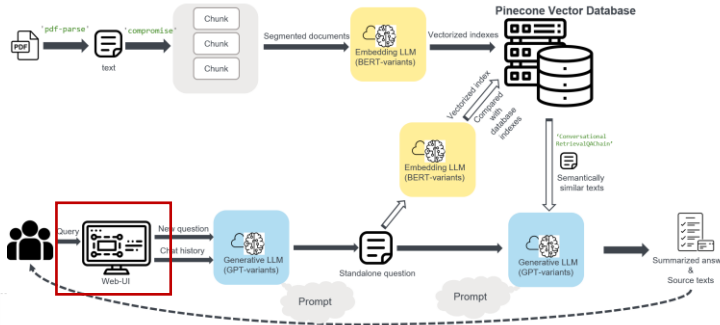 Pinecone Vector Database
'pdf-parse'
'compromise'
Chunk
Chunk
Chunk
PDF
text
Segmented documents
Embedding LLM
(BERT-variants)
Vectorized indexes
Vectorized index
Compared
with
database
indexes
Embedding LLM
(BERT-variants)
'Conversational
RetrievalQAChain'
Semantically
similar texts
Query
Web-UI
New question
Chat history
Generative LLM
(GPT-variants)
Standalone question
Generative LLM
(GPT-variants)
Summarized answ
&
Source texts
Prompt
Prompt